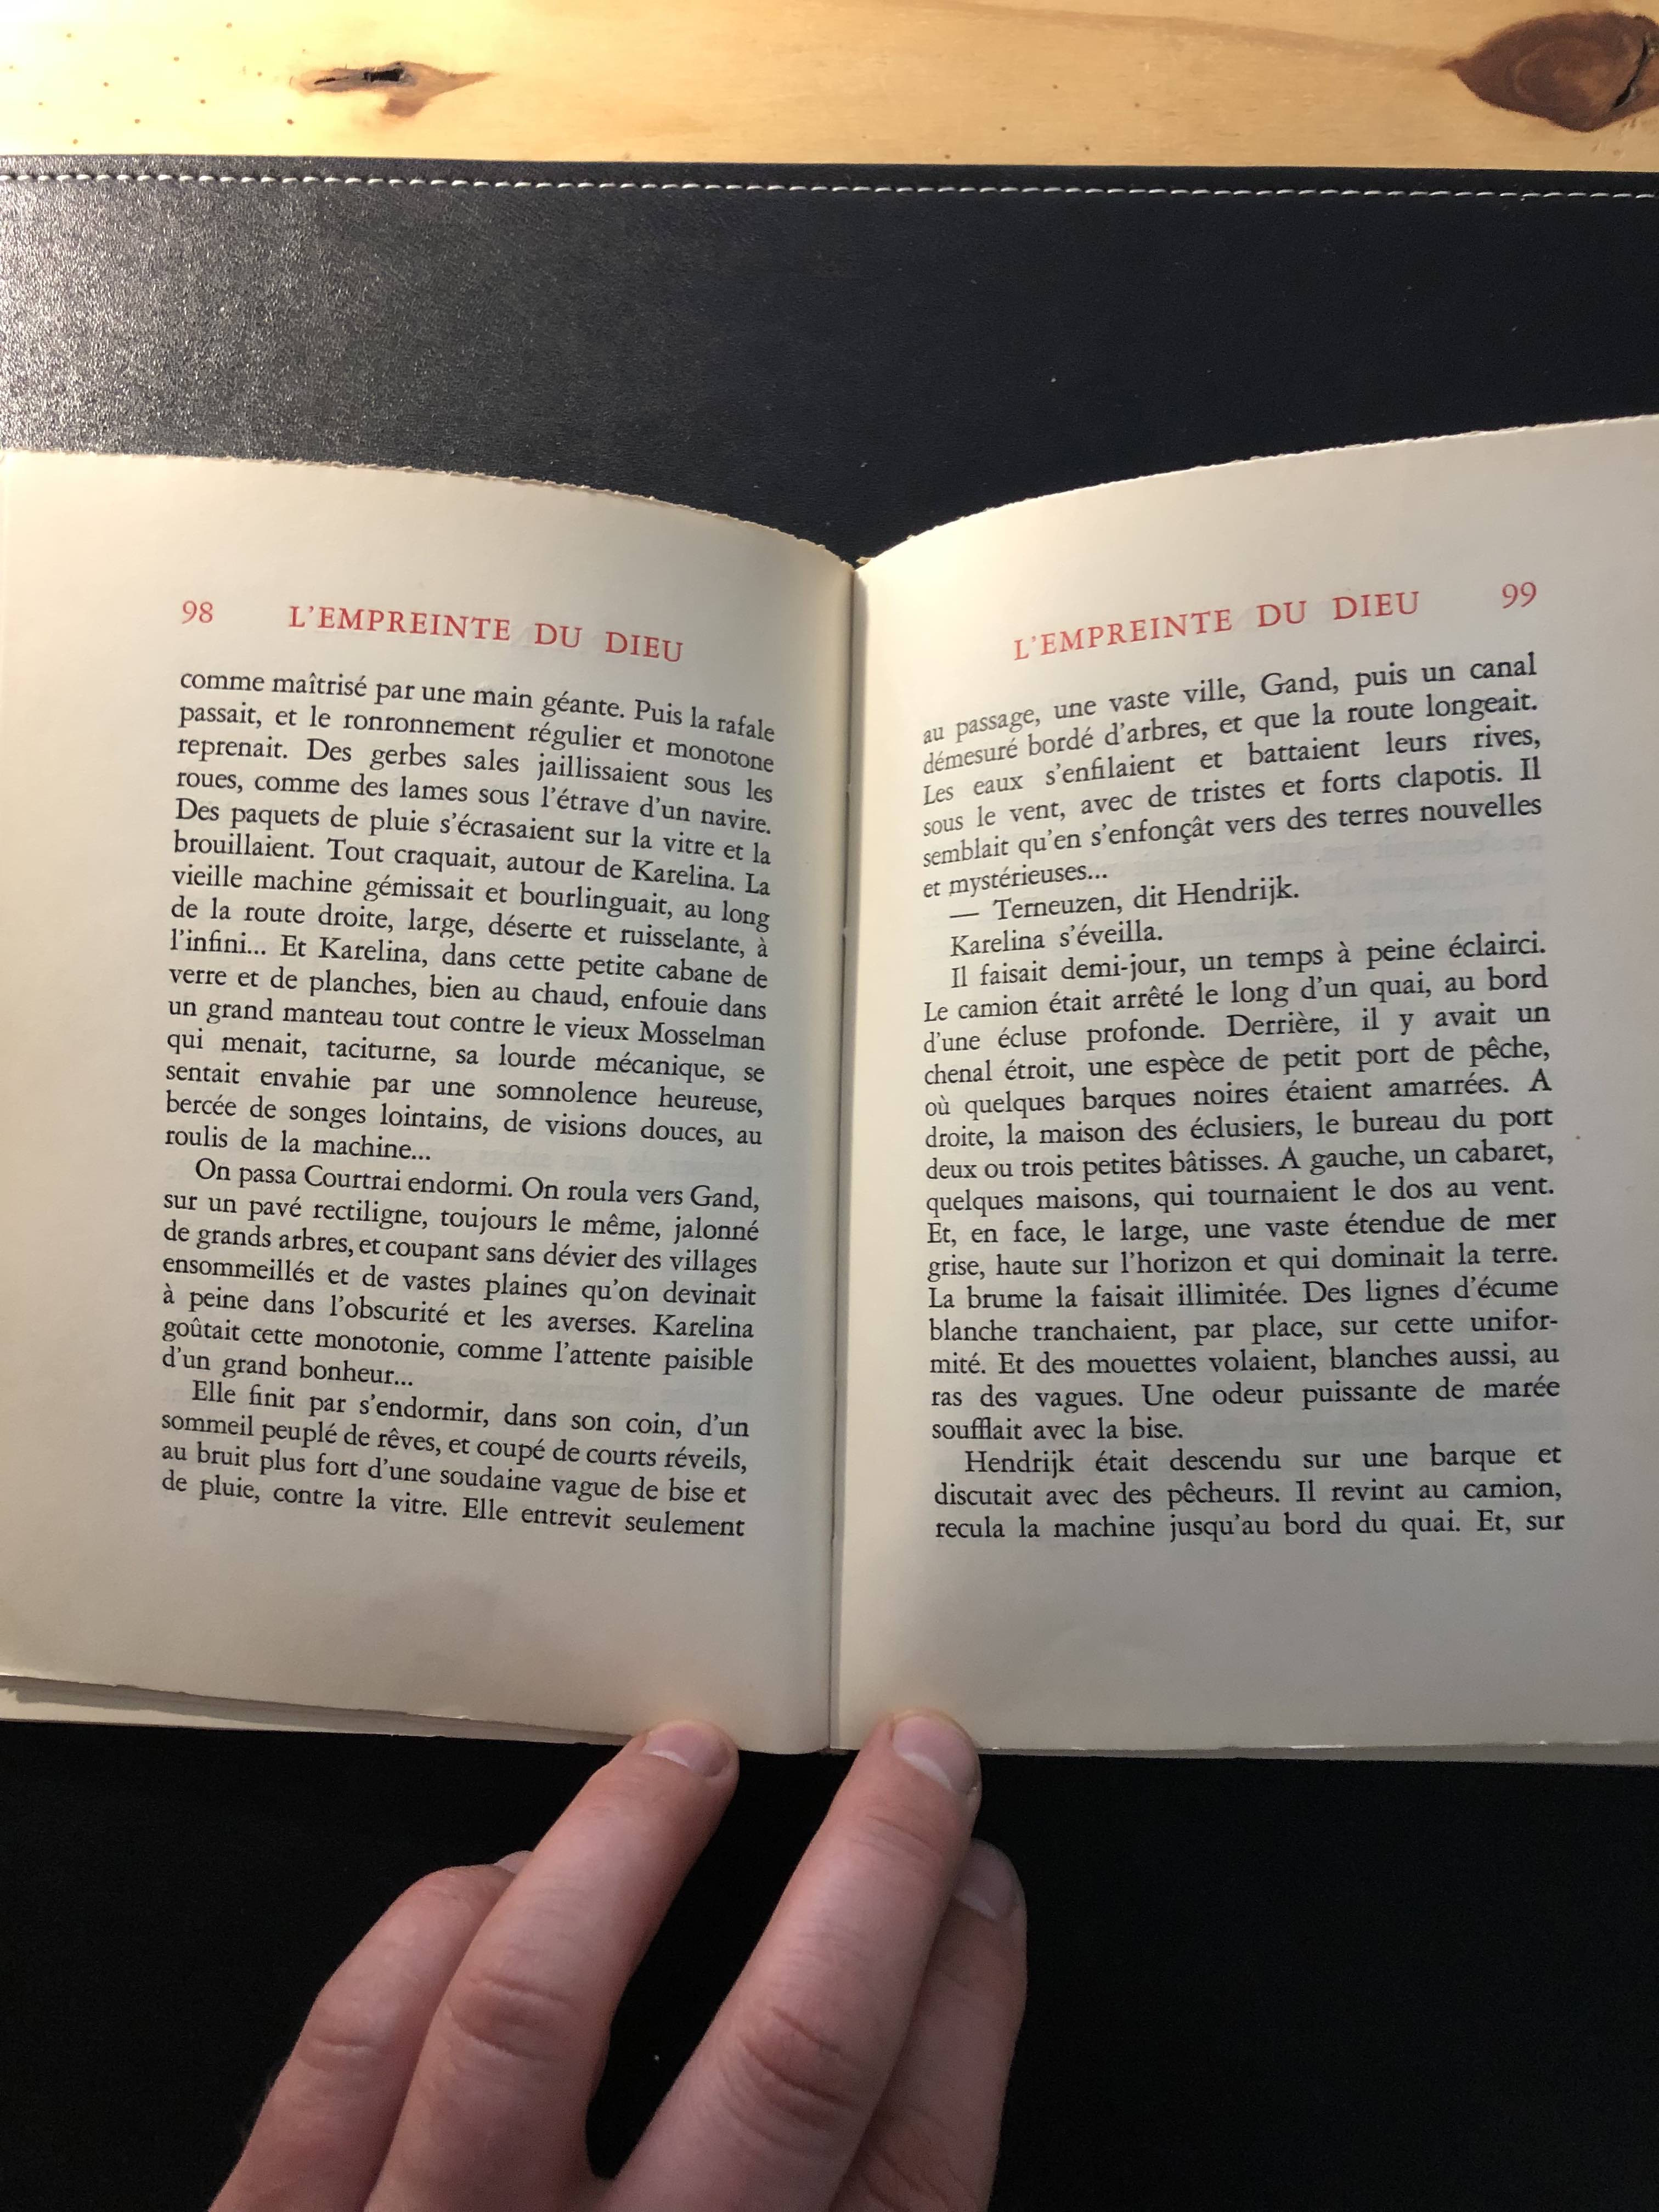 98 L'EMPREINTE DU DIEU
comme maîtrisé par une main géante. Puis la rafale
passait, et le ronronnement régulier et monotone
reprenait. Des gerbes sales jaillissaient sous les
roues, comme des lames sous l'étrave d'un navire.
Des paquets de pluie s'écrasaient sur la vitre et la
brouillaient. Tout craquait, autour de Karelina. La
vieille machine gémissait et bourlinguait, au long
de la route droite, large, déserte et ruisselante, à
l'infini... Et Karelina, dans cette petite cabane de
verre et de planches, bien au chaud, enfouie dans
un grand manteau tout contre le vieux Mosselman
qui menait, taciturne, sa lourde mécanique, se
sentait envahie par une somnolence heureuse,
bercée de songes lointains, de visions douces, au
roulis de la machine...
On passa Courtrai endormi. On roula vers Gand,
sur un pavé rectiligne, toujours le même, jalonné
de grands arbres, et coupant sans dévier des villages
ensommeillés et de vastes plaines qu'on devinait
à peine dans l'obscurité et les averses. Karelina
goûtait cette monotonie, comme l'attente paisible
d'un grand bonheur...
Elle finit par s'endormir, dans son coin, d'un
sommeil peuplé de rêves, et coupé de courts réveils,
au bruit plus fort d'une soudaine vague de bise et
de pluie, contre la vitre. Elle entrevit seulement
L'EMPREINTE DU DIEU 99
au passage, une vaste ville, Gand, puis un canal
démesuré bordé d'arbres, et que la route longeait.
Les eaux s'enfilaient et battaient leurs rives,
sous le vent, avec de tristes et forts clapotis. Il
semblait qu'en s'enfonçât vers des terres nouvelles
et mystérieuses...
— Terneuzen, dit Hendrijk.
Karelina s'éveilla.
Il faisait demi-jour, un temps à peine éclairci.
Le camion était arrêté le long d'un quai, au bord
d'une écluse profonde. Derrière, il y avait un
chenal étroit, une espèce de petit port de pêche,
où quelques barques noires étaient amarrées. A
droite, la maison des éclusiers, le bureau du port
deux ou trois petites bâtisses. A gauche, un cabaret,
quelques maisons, qui tournaient le dos au vent.
Et, en face, le large, une vaste étendue de mer
grise, haute sur l'horizon et qui dominait la terre.
La brume la faisait illimitée. Des lignes d'écume
blanche tranchaient, par place, sur cette unifor-
mité. Et des mouettes volaient, blanches aussi, au
ras des vagues. Une odeur puissante de marée
soufflait avec la bise.
Hendrijk était descendu sur une barque et
discutait avec des pêcheurs. Il revint au camion,
recula la machine jusqu'au bord du quai. Et, sur